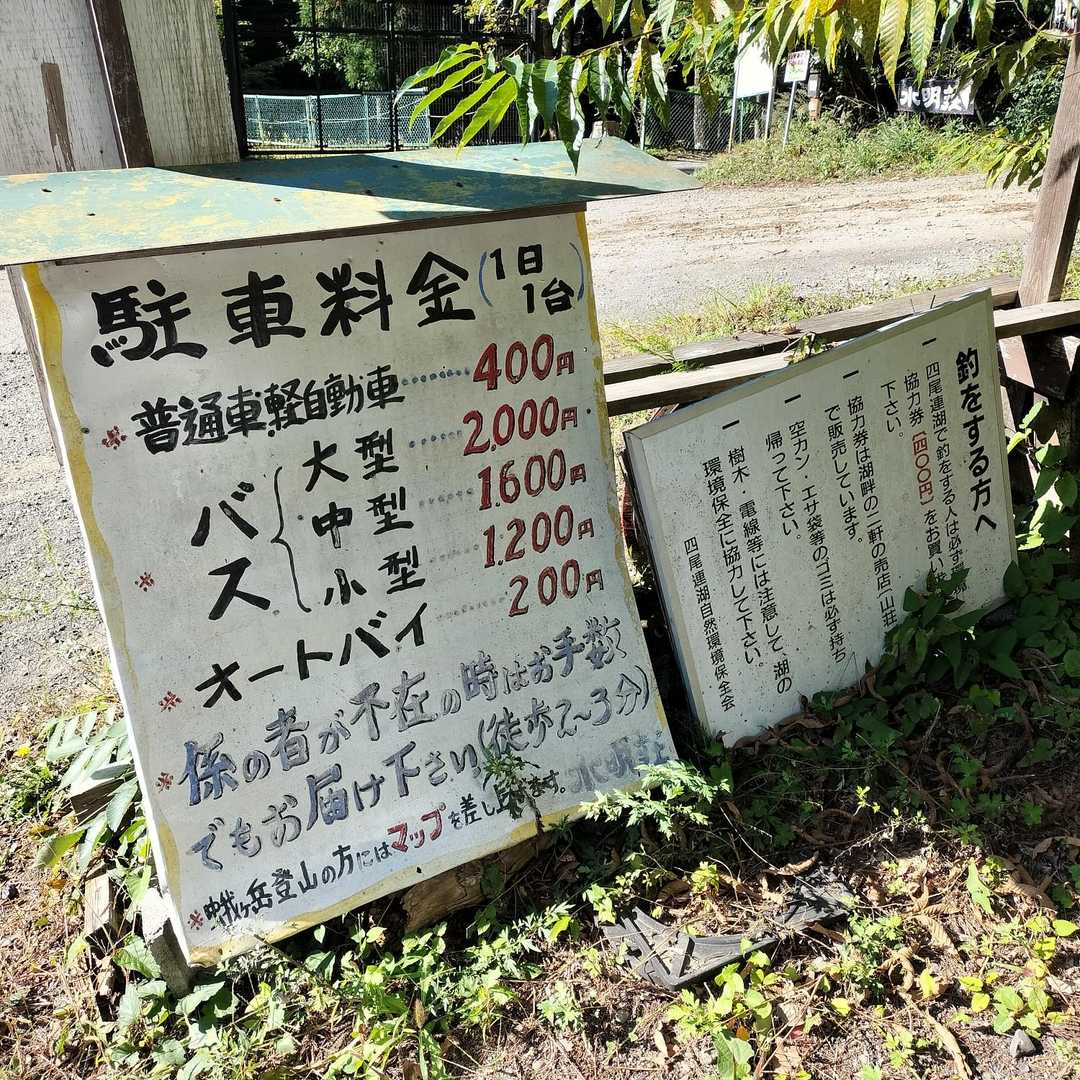 駐車料金(1日1台)
※普通車軽自動車 400円
バス 大型 2,000円
中型 1,600円
※ 小型 1,200円
※オートバイ 200円
※係の者が不在の時はお手数
でもお届け下さい(徒歩2〜3分)
※蛾ヶ岳登山の方にはマップを差し ます。水明荘
釣をする方へ
一 四尾連湖で釣をする人は必ず
協力券(四〇〇円)をお買い
下さい。
一 協力券は湖畔の二軒の売店(山荘
で販売しています。
一 空カン・エサ袋等のゴミは必ず持ち
帰って下さい。
一 樹木・電線等には注意して、湖の
環境保全に協力して下さい。
四尾連湖自然環境保全会
水明荘